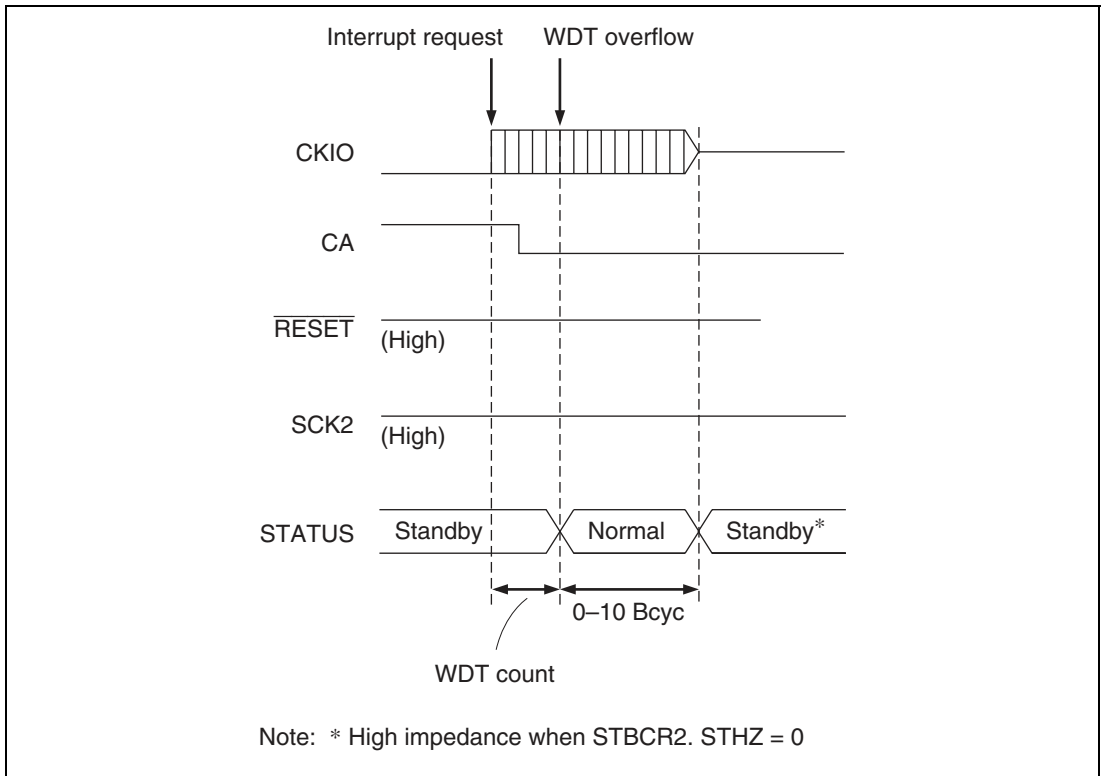 Interrupt request WDT overflow
CKIO
CA
RESET
(High)
SCK2
(High)
STATUS Standby Normal Standby*
0–10 Bcyc
WDT count
Note: * High impedance when STBCR2. STHZ = 0